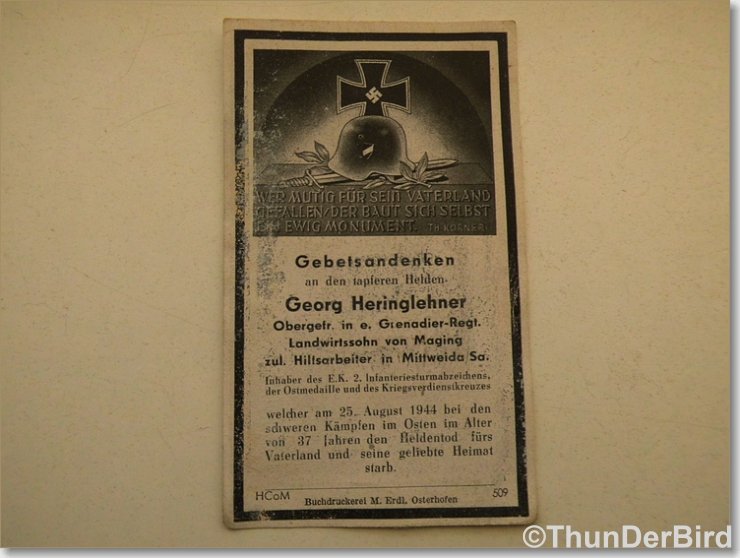 WER MUTIG FÜR SEIN VATERLAND
GEFALLEN/DER BAUT SICH SELBST
EIN EWIG MONUMENT. TH. KÖRNER
Gebetsandenken
an den tapferen Helden
Georg Heringlehner
Obergefr. in e. Grenadier-Regt.
Landwirtssohn von Maging
zul. Hilfsarbeiter in Mittweida Sa.
Inhaber des E.K. 2. Infanteriesturmabzeichens,
der Ostmedaille und des Kriegsverdienstkreuzes
welcher am 25. August 1944 bei den
schweren Kämpfen im Osten im Alter
von 37 Jahren den Heldentod fürs
Vaterland und seine geliebte Heimat
starb.
HCoM
Buchdruckerei M. Erdl, Osterhofen
509
©ThunDerBird